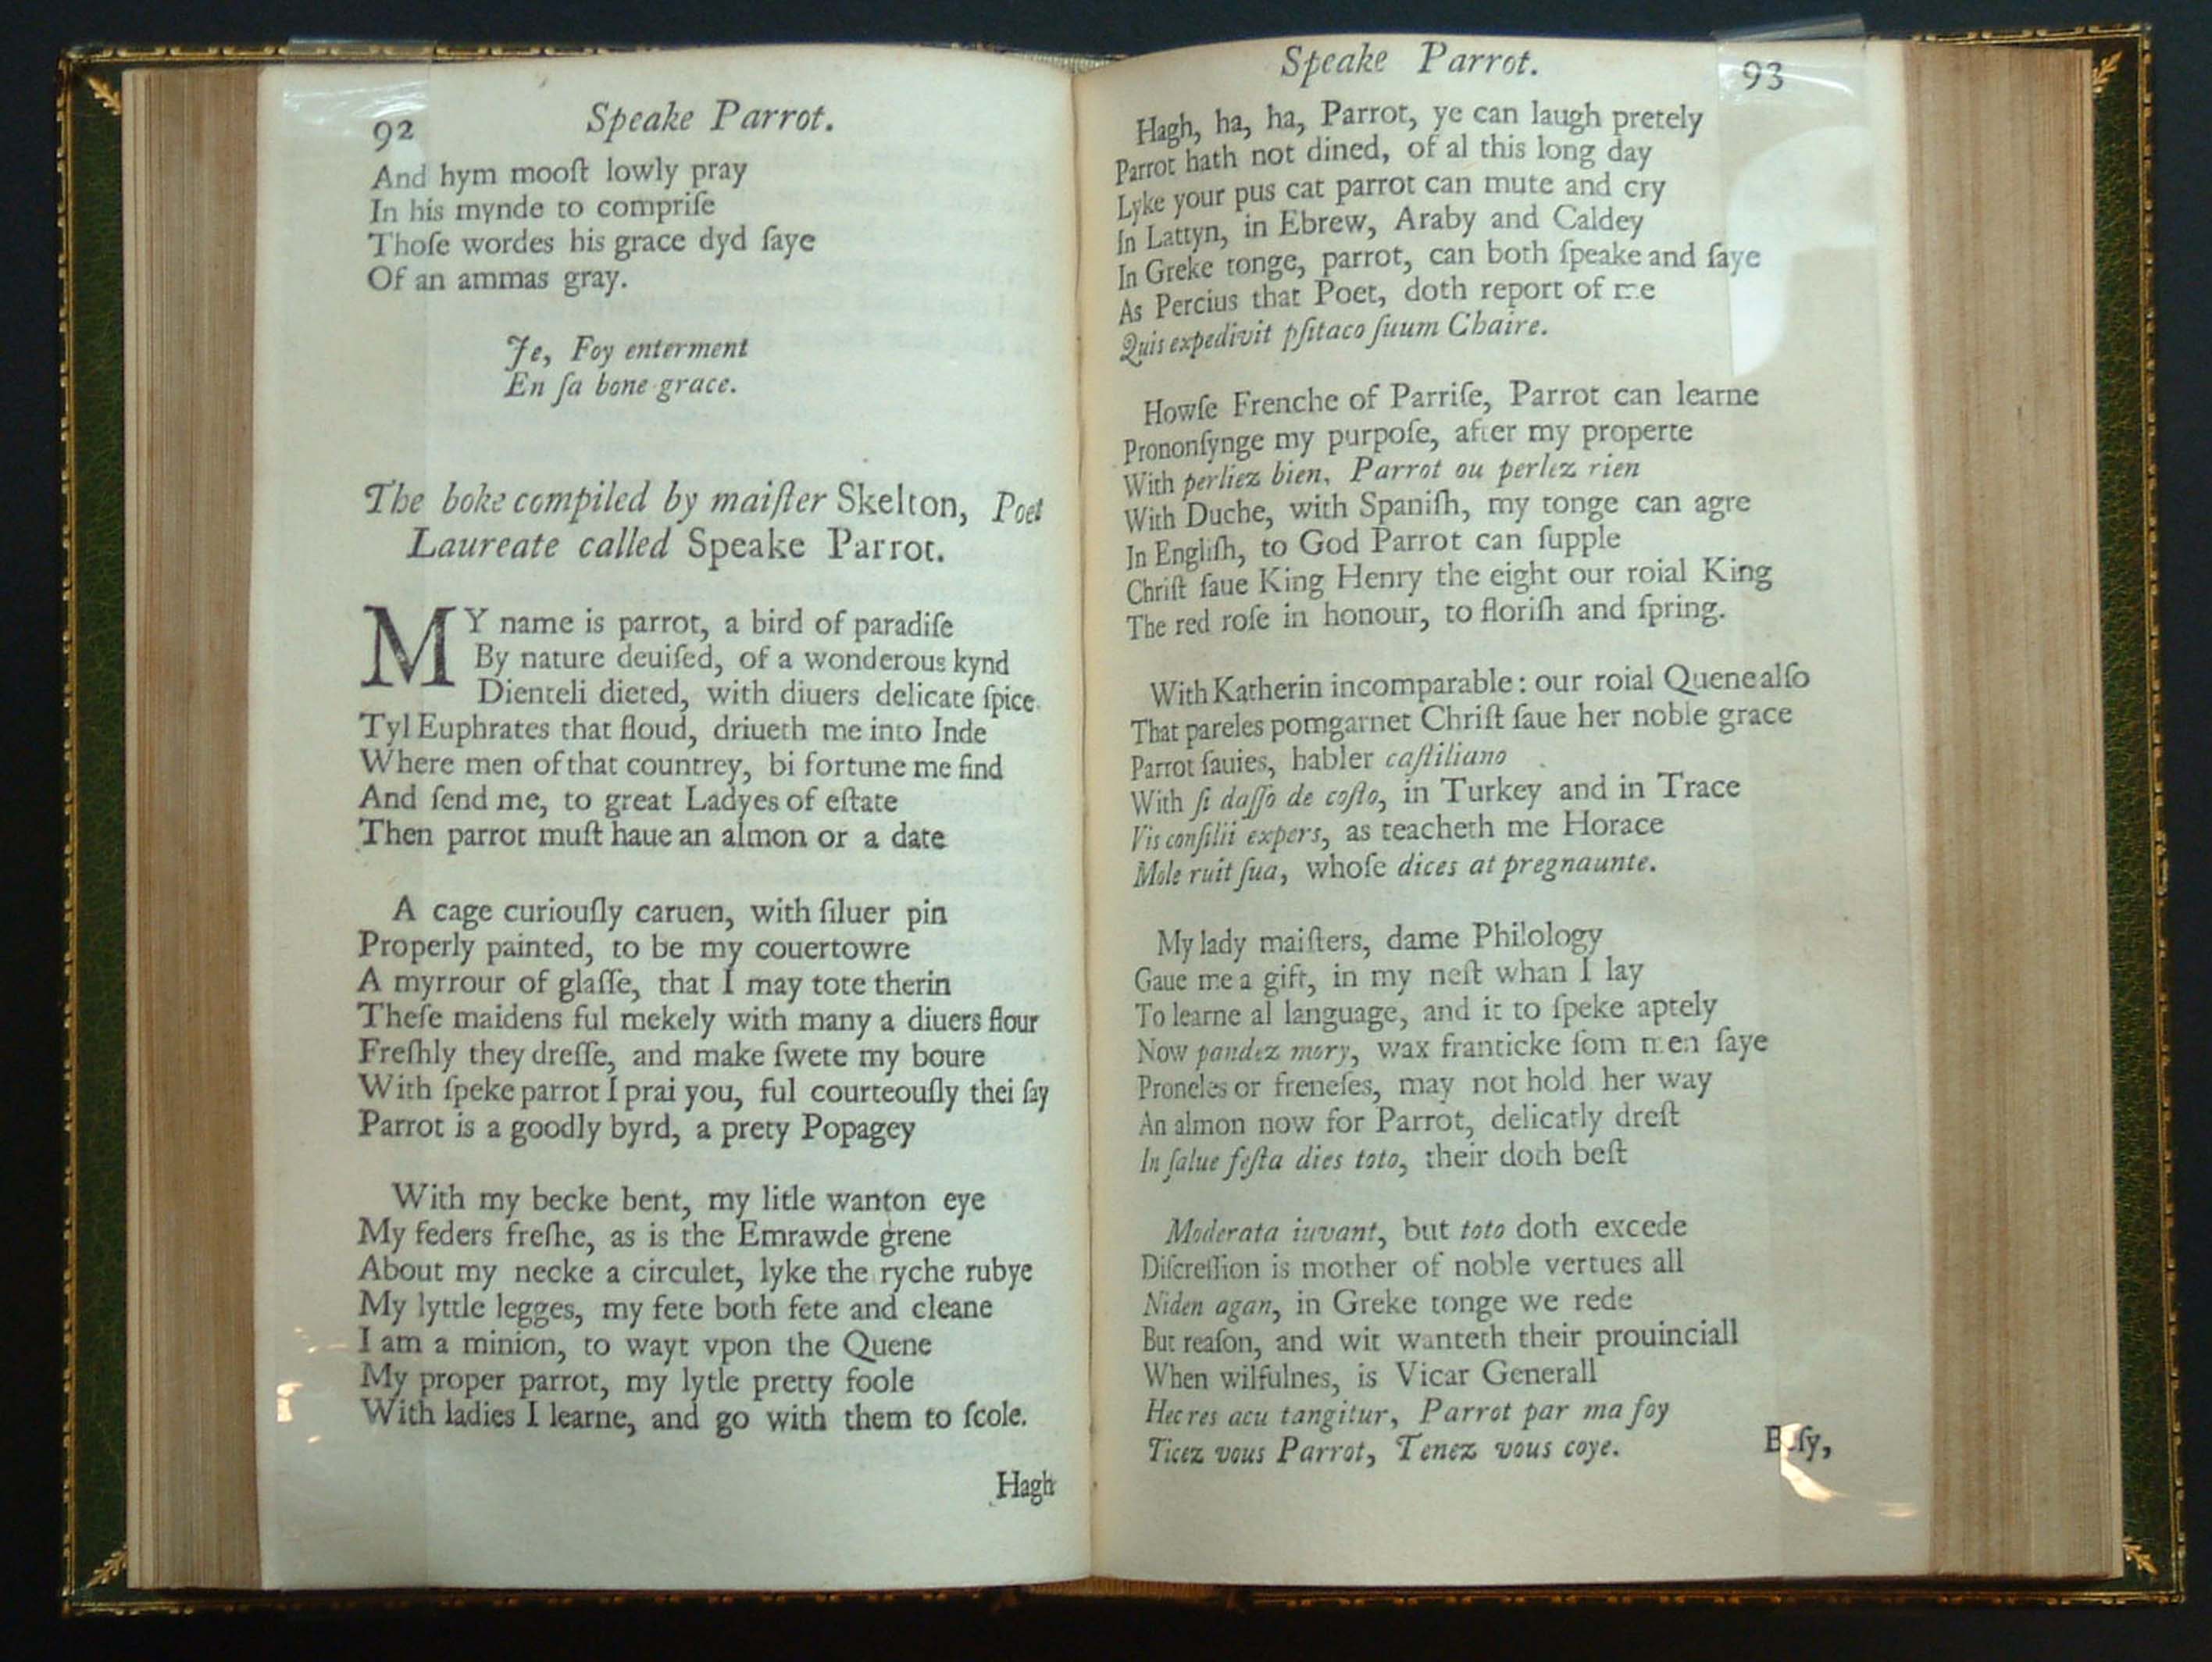 92
Speake Parrot.
And hym mooſt lowly pray
In his mynde to compriſe
Thoſe wordes his grace dyd ſaye
Of an ammas gray.
Je, Foy enterment
En ſa bone grace.
The boke compiled by maiſter Skelton, Poet
Laureate called Speake Parrot.
MY name is parrot, a bird of paradiſe
By nature deuiſed, of a wonderous kynd
Dienteli dieted, with diuers delicate ſpice
Tyl Euphrates that floud, driueth me into Inde
Where men of that countrey, bi fortune me find
And ſend me, to great Ladyes of eſtate
Then parrot muſt haue an almon or a date
A cage curiouſly caruen, with ſiluer pin
Properly painted, to be my couertowre
A myrrour of glaſſe, that I may tote therin
Theſe maidens ful mekely with many a diuers flour
Freſhly they dreſſe, and make ſwete my boure
With ſpeke parrot I prai you, ful courteouſly thei ſay
Parrot is a goodly byrd, a prety Popagey
With my becke bent, my litle wanton eye
My feders freſhe, as is the Emrawde grene
About my necke a circulet, lyke the ryche rubye
My lyttle legges, my fete both fete and cleane
I am a minion, to wayt vpon the Quene
My proper parrot, my lytle pretty foole
With ladies I learne, and go with them to ſcole.
Hagh
Speake Parrot.
93
Hagh, ha, ha, Parrot, ye can laugh pretely
Parrot hath not dined, of al this long day
Lyke your pus cat parrot can mute and cry
In Lattyn, in Ebrew, Araby and Caldey
In Greke tonge, parrot, can both ſpeake and ſaye
As Percius that Poet, doth report of me
Quis expedivit pſitaco ſuum Chaire.
Howſe Frenche of Parriſe, Parrot can learne
Prononſynge my purpoſe, after my properte
With perliez bien, Parrot ou perlez rien
With Duche, with Spaniſh, my tonge can agre
In Engliſh, to God Parrot can ſupple
Chriſt ſaue King Henry the eight our roial King
The red roſe in honour, to floriſh and ſpring.
With Katherin incomparable: our roial Quene alſo
That pareles pomgarnet Chriſt ſaue her noble grace
Parrot ſauies, habler caſtiliano
With ſi daſſo de coſto, in Turkey and in Trace
Vis conſilii expers, as teacheth me Horace
Mole ruit ſua, whoſe dices at pregnaunte.
My lady maiſters, dame Philology
Gaue me a gift, in my neſt whan I lay
To learne al language, and it to ſpeke aptely
Now pandez mory, wax franticke ſom men ſaye
Proneles or freneſes, may not hold her way
An almon now for Parrot, delicatly dreſt
In ſalue feſta dies toto, their doth beſt
Moderata iuvant, but toto doth excede
Diſcreſſion is mother of noble vertues all
Niden agan, in Greke tonge we rede
But reaſon, and wit wanteth their prouinciall
When wilfulnes, is Vicar Generall
Hec res acu tangitur, Parrot par ma foy
Ticez vous Parrot, Tenez vous coye.